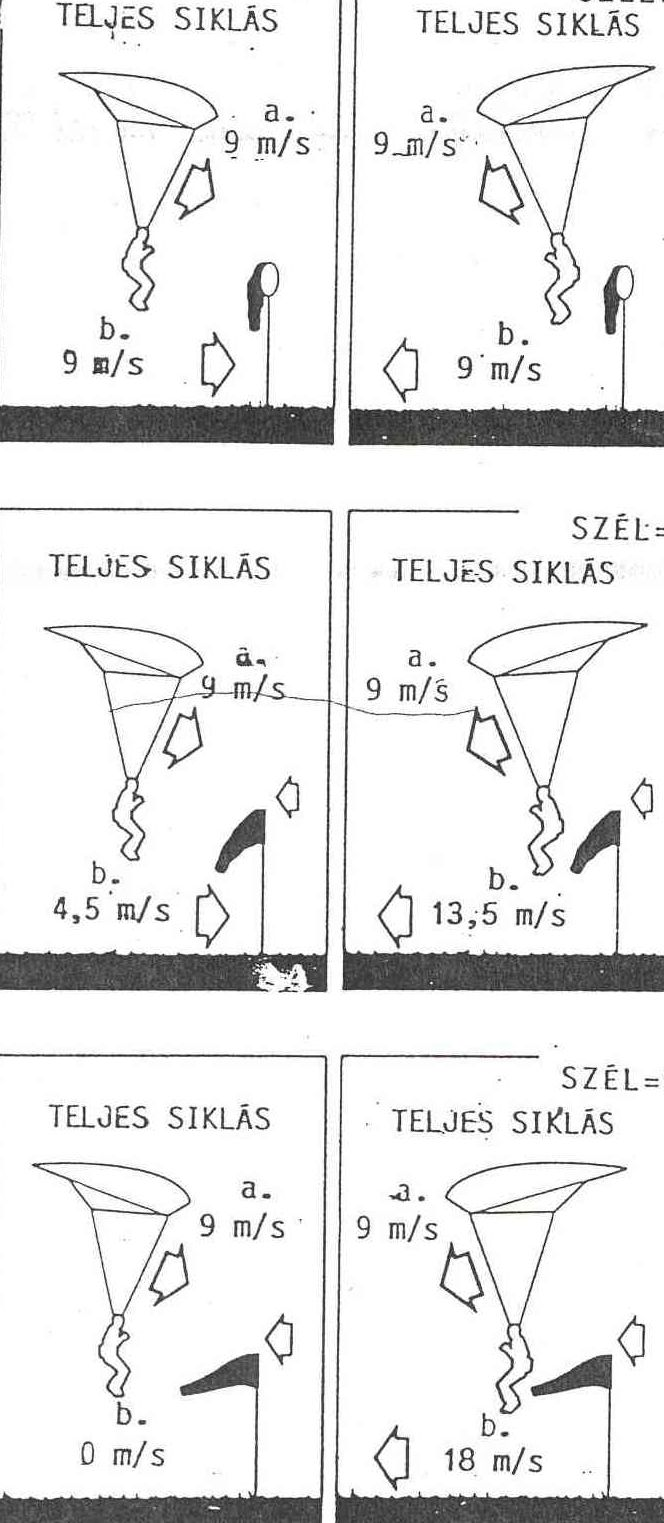 TELJES SIKLÁS
a.
9 m/s
b.
9 m/s
TELJES SIKLÁS
a.
9 m/s
b.
9 m/s
TELJES SIKLÁS
a.
9 m/s
b.
4,5 m/s
SZÉL=
TELJES SIKLÁS
a.
9 m/s
b.
13,5 m/s
TELJES SIKLÁS
a.
9 m/s
b.
0 m/s
SZÉL=
TELJES SIKLÁS
a.
9 m/s
b.
18 m/s